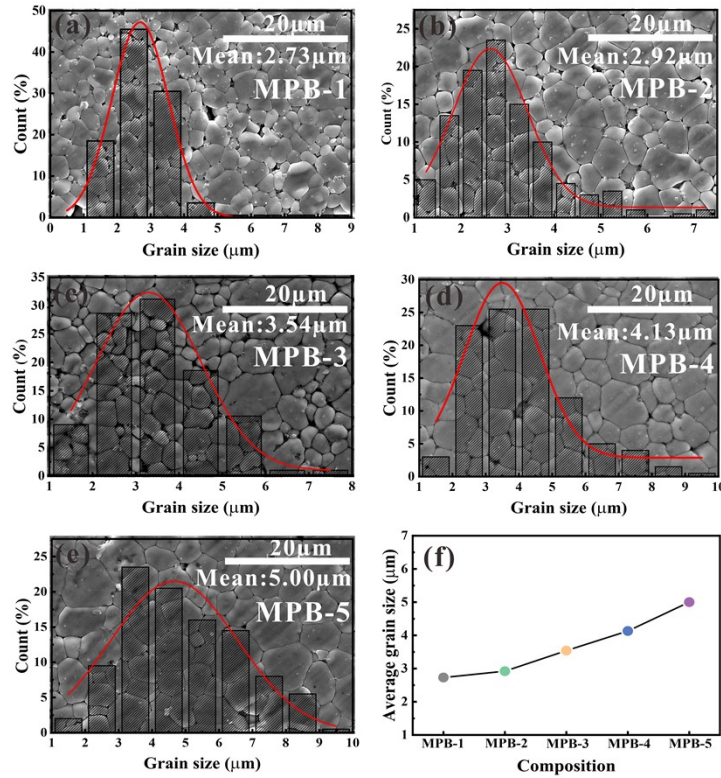 (a)
20μm
Mean:2.73μm
MPB-1
Count (%)
50
40
30
20
10
0
0 1 2 3 4 5 6 7 8 9
Grain size (μm)
(b)
20μm
Mean:2.92μm
MPB-2
Count (%)
25
20
15
10
5
0
1 2 3 4 5 6 7
Grain size (μm)
(c)
20μm
Mean:3.54μm
MPB-3
Count (%)
35
30
25
20
15
10
5
0
1 2 3 4 5 6 7 8
Grain size (μm)
(d)
20μm
Mean:4.13μm
MPB-4
Count (%)
30
25
20
15
10
5
0
1 2 3 4 5 6 7 8 9 10
Grain size (μm)
(e)
20μm
Mean:5.00μm
MPB-5
Count (%)
25
20
15
10
5
0
1 2 3 4 5 6 7 8 9 10
Grain size (μm)
(f)
Average grain size (μm)
7
6
5
4
3
2
1
MPB-1 MPB-2 MPB-3 MPB-4 MPB-5
Composition